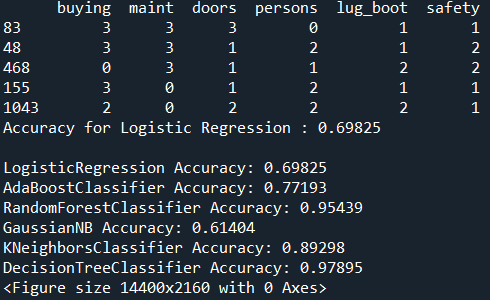 buying maint doors persons lug_boot safety
83 3 3 3 0 1 1
48 3 3 1 2 1 2
468 0 3 1 1 2 2
155 3 0 1 2 1 1
1043 2 0 2 2 2 1
Accuracy for Logistic Regression : 0.69825
LogisticRegression Accuracy: 0.69825
AdaBoostClassifier Accuracy: 0.77193
RandomForestClassifier Accuracy: 0.95439
GaussianNB Accuracy: 0.61404
KNeighborsClassifier Accuracy: 0.89298
DecisionTreeClassifier Accuracy: 0.97895
<Figure size 14400x2160 with 0 Axes>